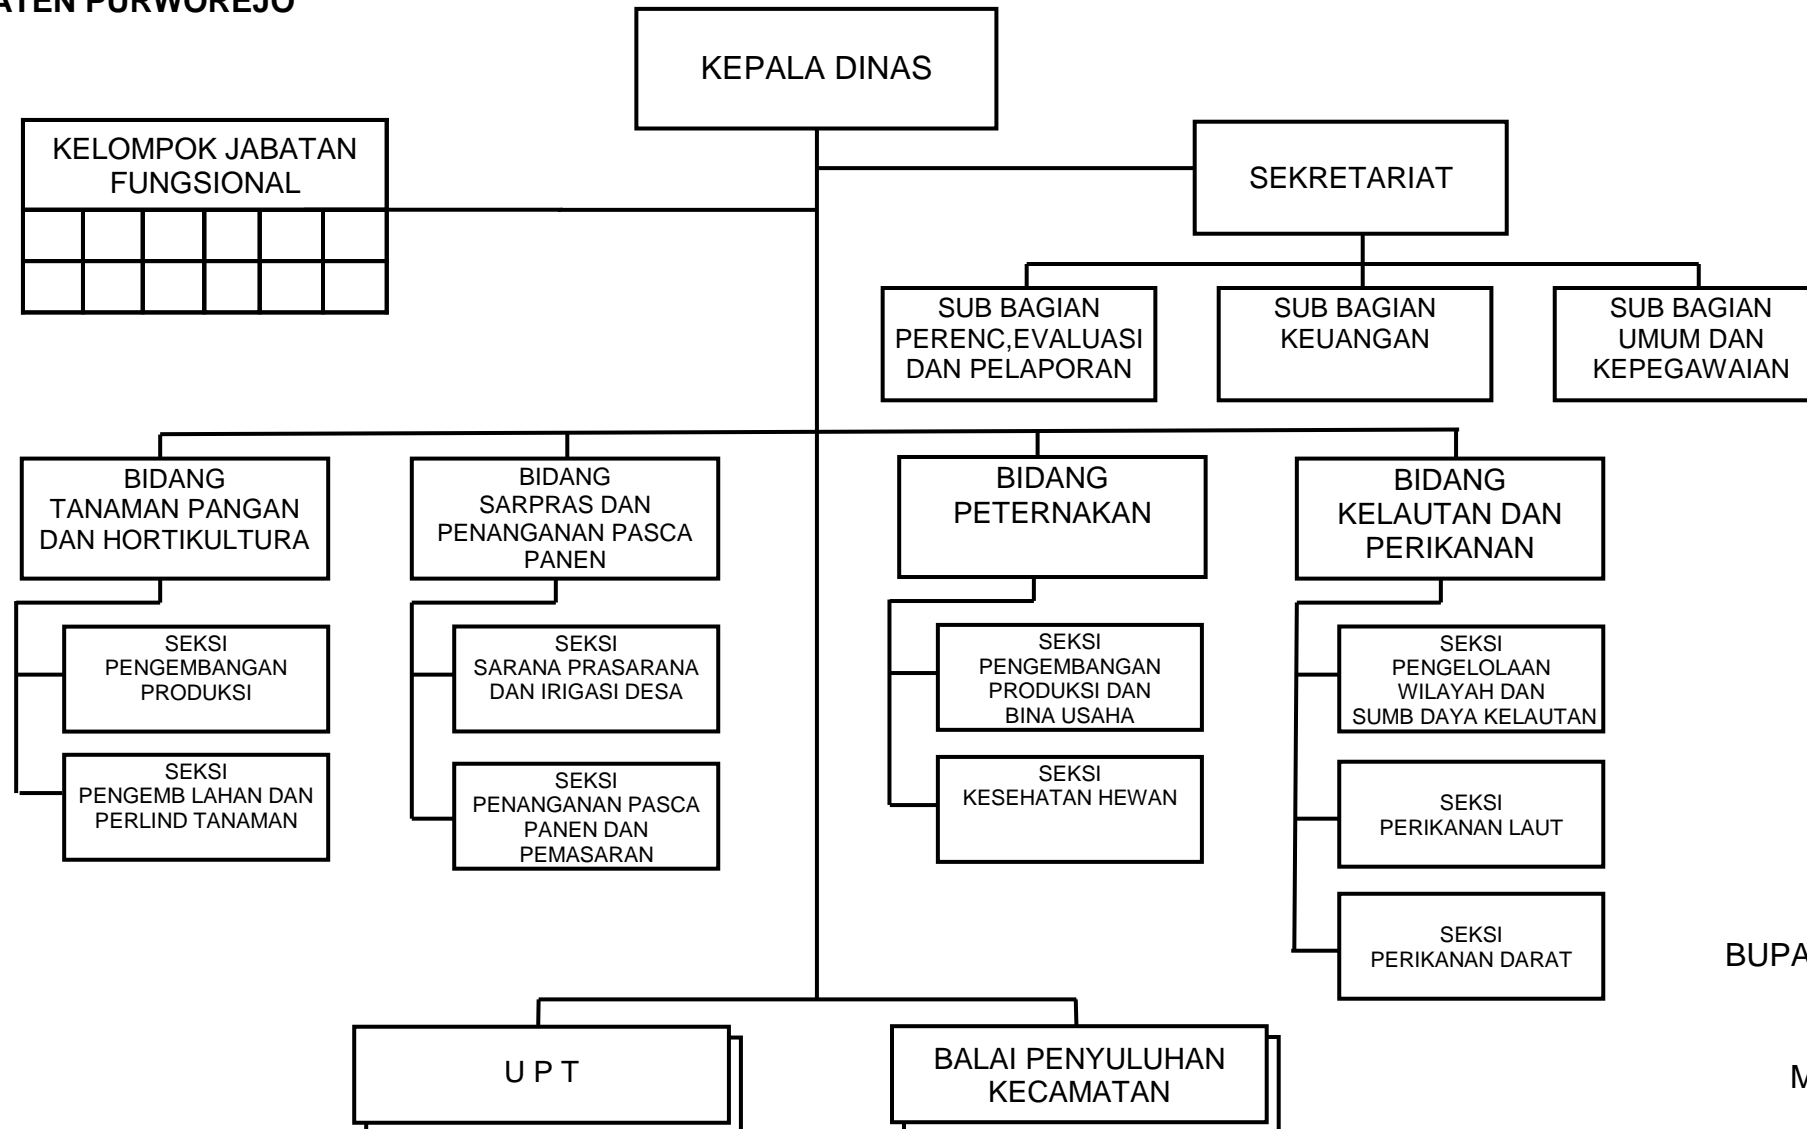 ATEN PURWOREJO
KEPALA DINAS
KELOMPOK JABATAN
FUNGSIONAL
SEKRETARIAT
SUB BAGIAN
PERENC,EVALUASI
DAN PELAPORAN
SUB BAGIAN
KEUANGAN
SUB BAGIAN
UMUM DAN
KEPEGAWAIAN
BIDANG
TANAMAN PANGAN
DAN HORTIKULTURA
BIDANG
SARPRAS DAN
PENANGANAN PASCA
PANEN
BIDANG
PETERNAKAN
BIDANG
KELAUTAN DAN
PERIKANAN
SEKSI
PENGEMBANGAN
PRODUKSI
SEKSI
SARANA PRASARANA
DAN IRIGASI DESA
SEKSI
PENGEMBANGAN
PRODUKSI DAN
BINA USAHA
SEKSI
PENGELOLAAN
WILAYAH DAN
SUMB DAYA KELAUTAN
SEKSI
PENGEMB LAHAN DAN
PERLIND TANAMAN
SEKSI
PENANGANAN PASCA
PANEN DAN
PEMASARAN
SEKSI
KESEHATAN HEWAN
SEKSI
PERIKANAN LAUT
SEKSI
PERIKANAN DARAT
BUPA
U P T
BALAI PENYULUHAN
KECAMATAN
M